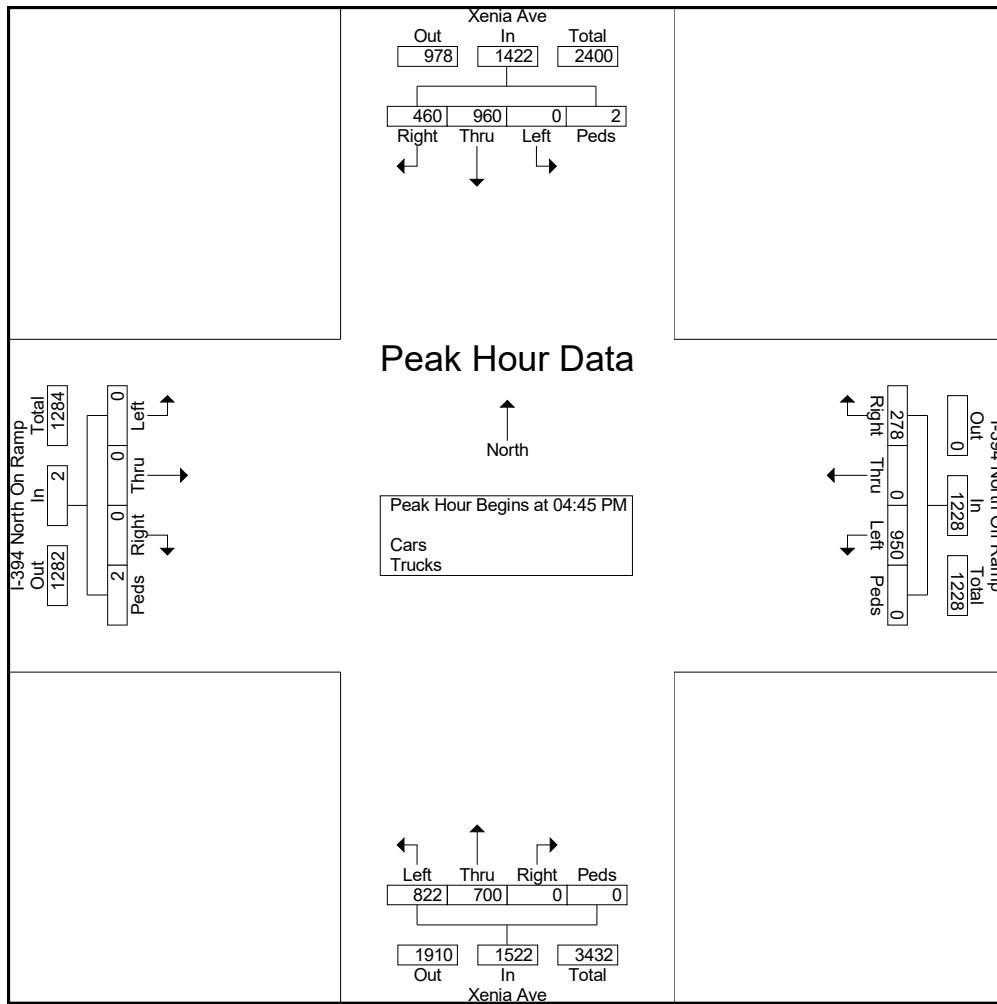 Xenia Ave
Out In Total
978 1422 2400
460 960 0 2
Right Thru Left Peds
Peak Hour Data
North
Peak Hour Begins at 04:45 PM
Cars
Trucks
I-394 North On Ramp
Out In Total
1282 2 1284
0 0 0 2
Left Thru Right Peds
I-394 North On Ramp
Out In Total
0 1228 1228
278 0 950 0
Right Thru Left Peds
Left Thru Right Peds
822 700 0 0
1910 1522 3432
Out In Total
Xenia Ave